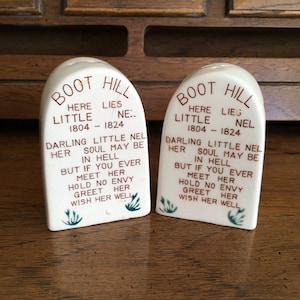 BOOT HILL
HERE LIES
LITTLE NEL
1804 - 1824
DARLING LITTLE NEL
HER SOUL MAY BE
IN HELL
BUT IF YOU EVER
MEET HER
HOLD NO ENVY
GREET HER
WISH HER WELL
BOOT HILL
HERE LIES
LITTLE NEL
1804 - 1824
DARLING LITTLE NEL
HER SOUL MAY BE
IN HELL
BUT IF YOU EVER
MEET HER
HOLD NO ENVY
GREET HER
WISH HER WELL